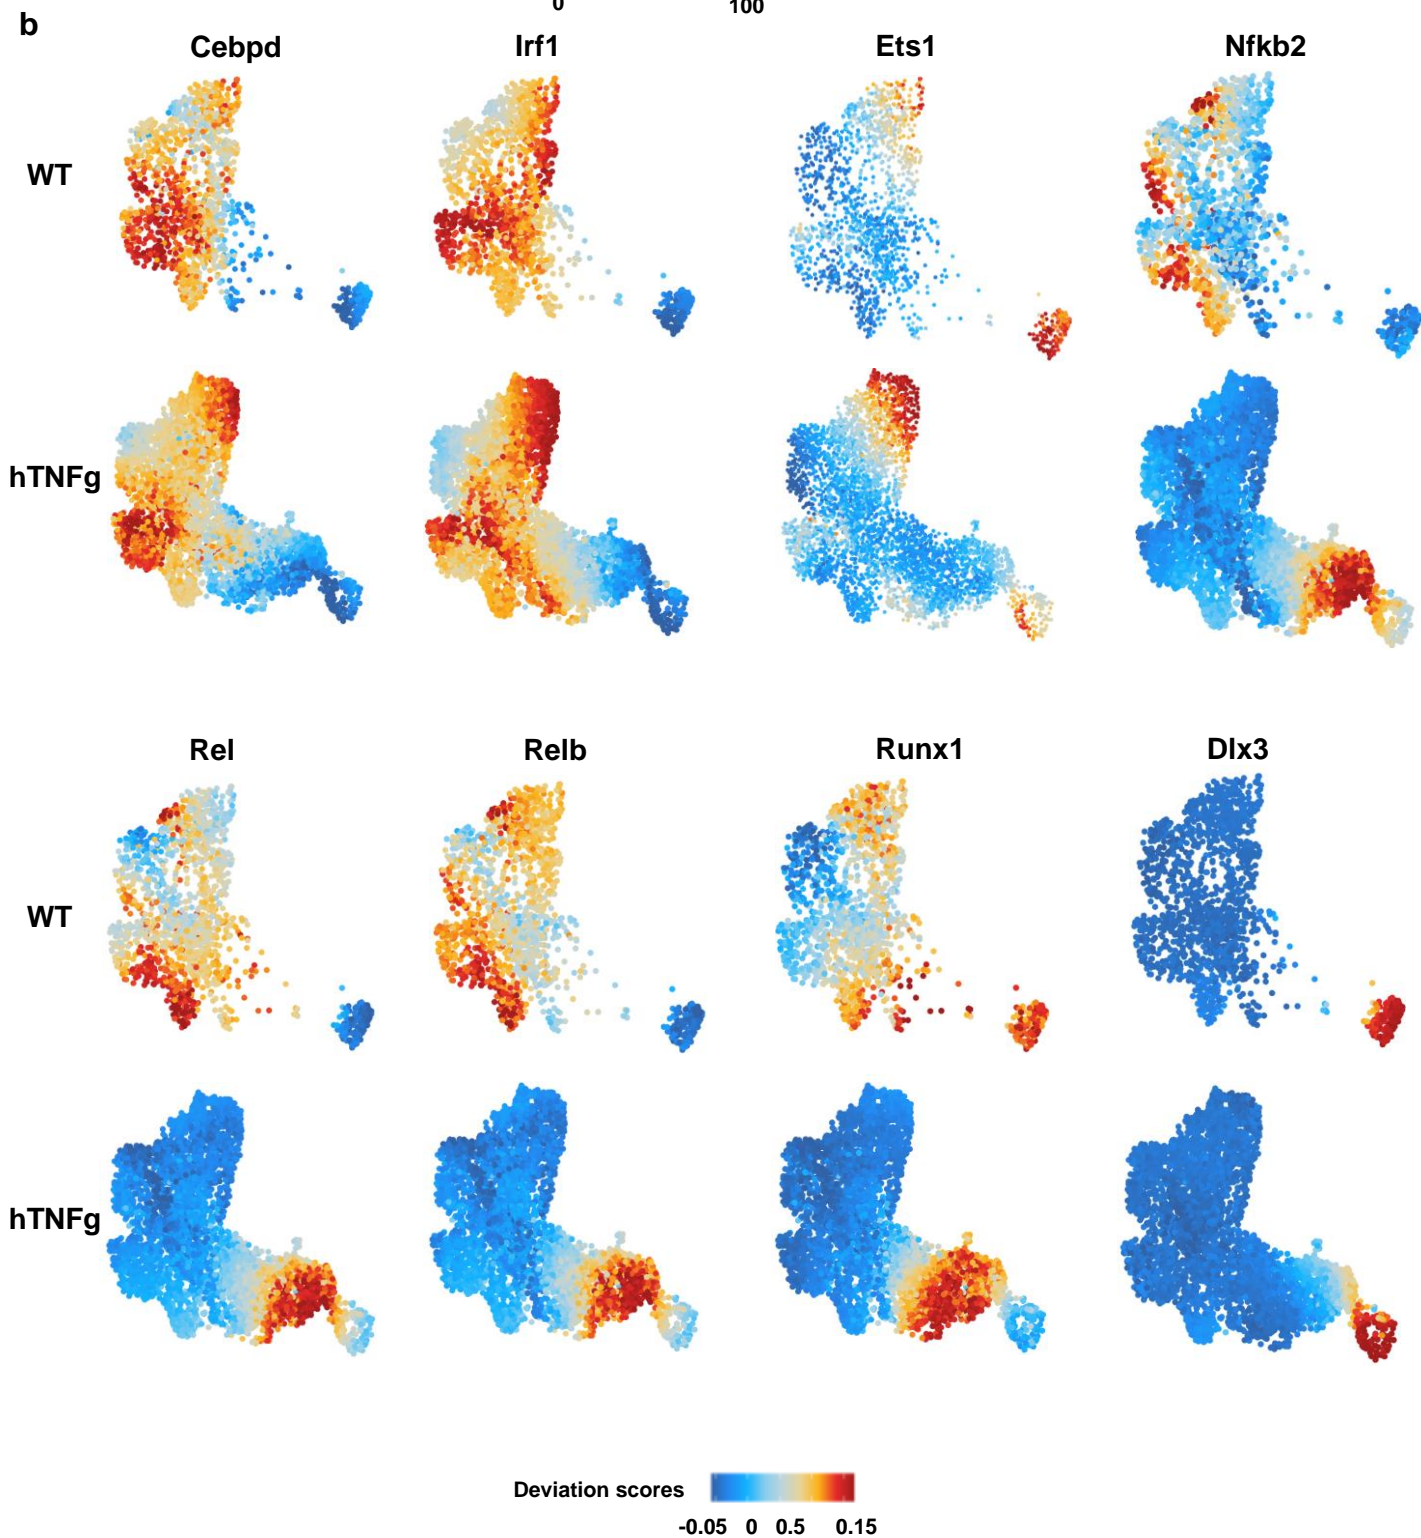 0 100
b
Cebpd Irf1 Ets1 Nfkb2
WT
hTNFg
Rel Relb Runx1 Dlx3
WT
hTNFg
Deviation scores
-0.05 0 0.5 0.15